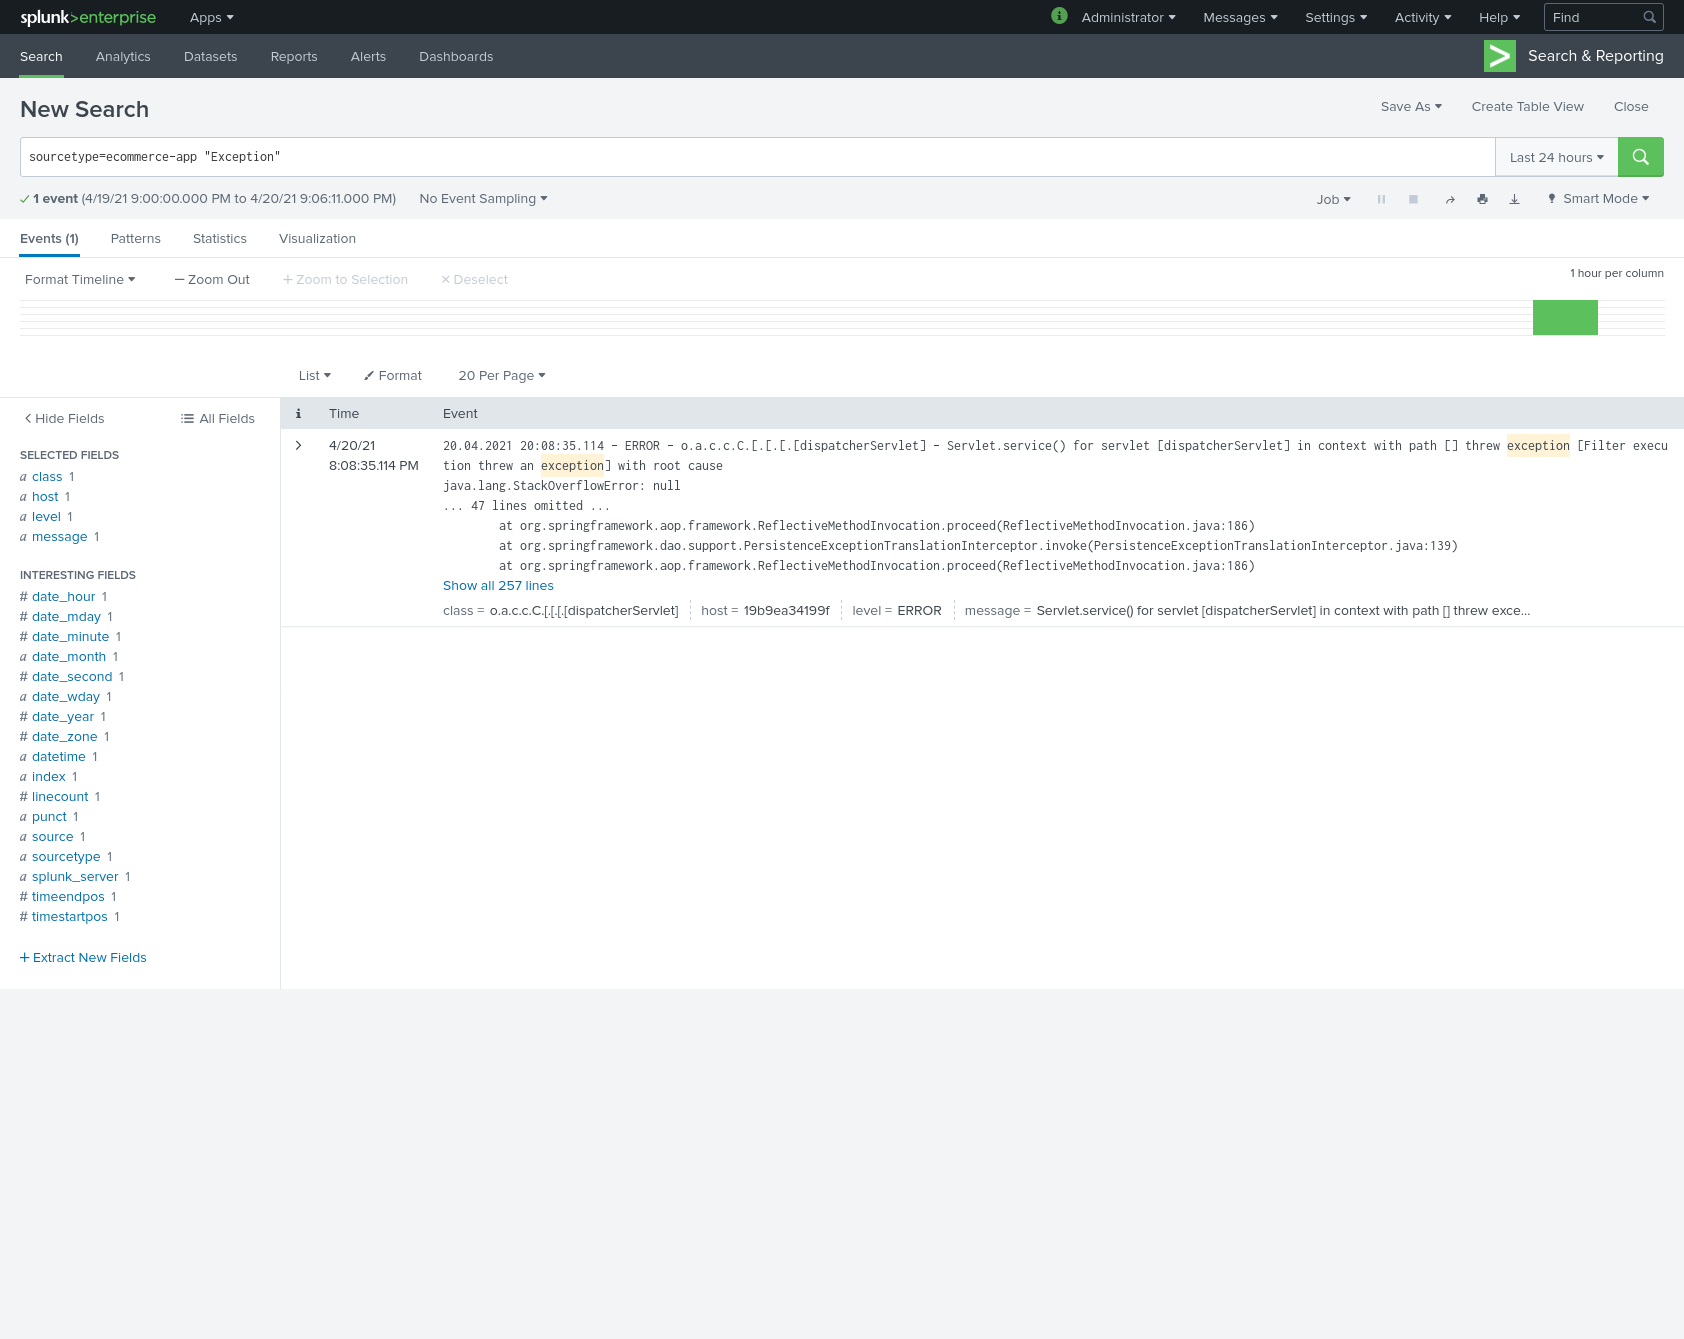 splunk>enterprise Apps Administrator Messages Settings Activity Help Find
Search Analytics Datasets Reports Alerts Dashboards Search & Reporting
New Search Save As Create Table View Close
sourcetype=ecommerce-app "Exception" Last 24 hours
1 event (4/19/21 9:00:00.000 PM to 4/20/21 9:06:11.000 PM) No Event Sampling Job Smart Mode
Events (1) Patterns Statistics Visualization
Format Timeline — Zoom Out + Zoom to Selection × Deselect 1 hour per column
List Format 20 Per Page
< Hide Fields All Fields
i Time Event
SELECTED FIELDS
a class 1
a host 1
a level 1
a message 1
INTERESTING FIELDS
# date_hour 1
# date_mday 1
# date_minute 1
a date_month 1
# date_second 1
a date_wday 1
# date_year 1
# date_zone 1
a datetime 1
a index 1
# linecount 1
a punct 1
a source 1
a sourcetype 1
a splunk_server 1
# timeendpos 1
# timestartpos 1
+ Extract New Fields
> 4/20/21
8:08:35.114 PM
20.04.2021 20:08:35.114 - ERROR - o.a.c.c.C.[.[.[.[dispatcherServlet] - Servlet.service() for servlet [dispatcherServlet] in context with path [] threw exception [Filter execu
tion threw an exception] with root cause
java.lang.StackOverflowError: null
... 47 lines omitted ...
at org.springframework.aop.framework.ReflectiveMethodInvocation.proceed(ReflectiveMethodInvocation.java:186)
at org.springframework.dao.support.PersistenceExceptionTranslationInterceptor.invoke(PersistenceExceptionTranslationInterceptor.java:139)
at org.springframework.aop.framework.ReflectiveMethodInvocation.proceed(ReflectiveMethodInvocation.java:186)
Show all 257 lines
class = o.a.c.c.C.[.[.[.[dispatcherServlet] host = 19b9ea34199f level = ERROR message = Servlet.service() for servlet [dispatcherServlet] in context with path [] threw exce...